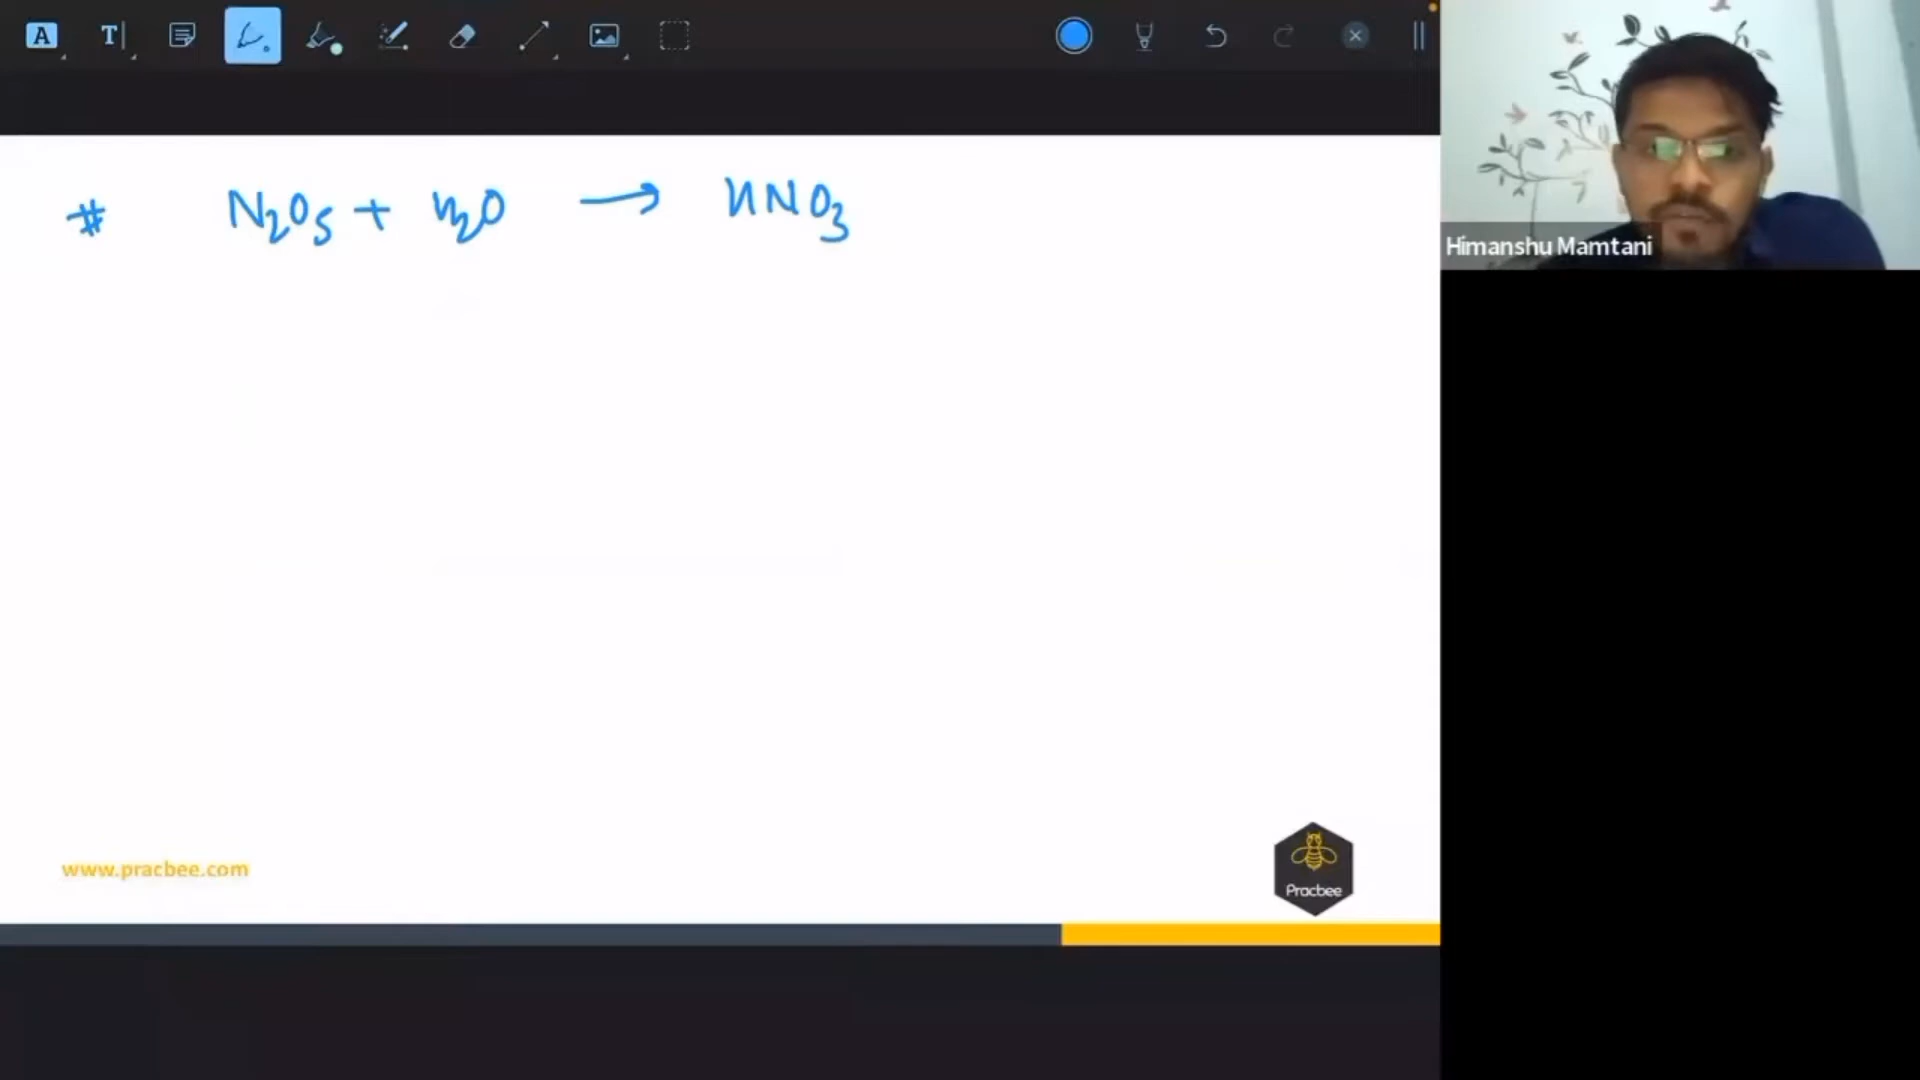 A T
# N₂O₅ + H₂O → HNO₃
Himanshu Mamtani
www.pracbee.com
Pracbee